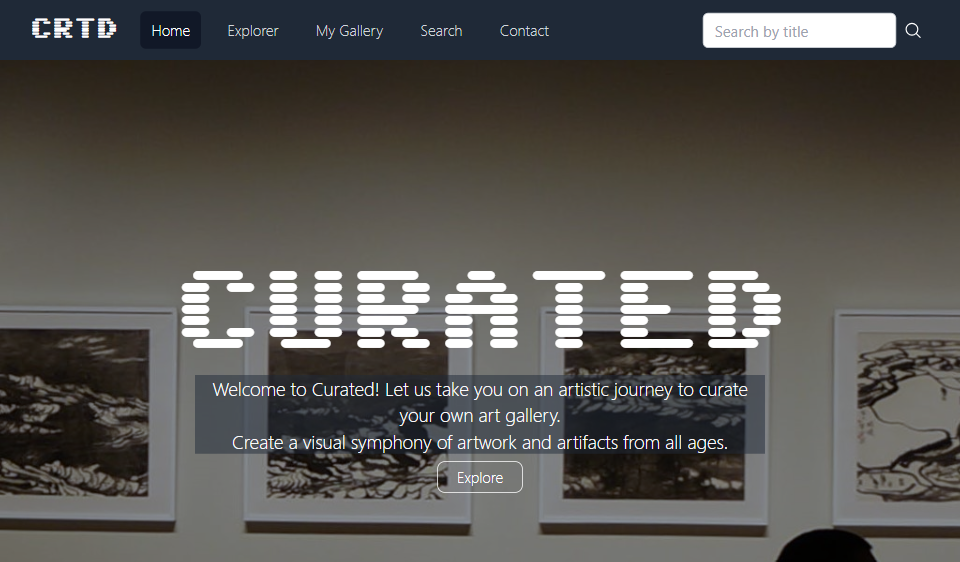 CRTD
Home
Explorer
My Gallery
Search
Contact
Search by title
CURATED
Welcome to Curated! Let us take you on an artistic journey to curate
your own art gallery.
Create a visual symphony of artwork and artifacts from all ages.
Explore